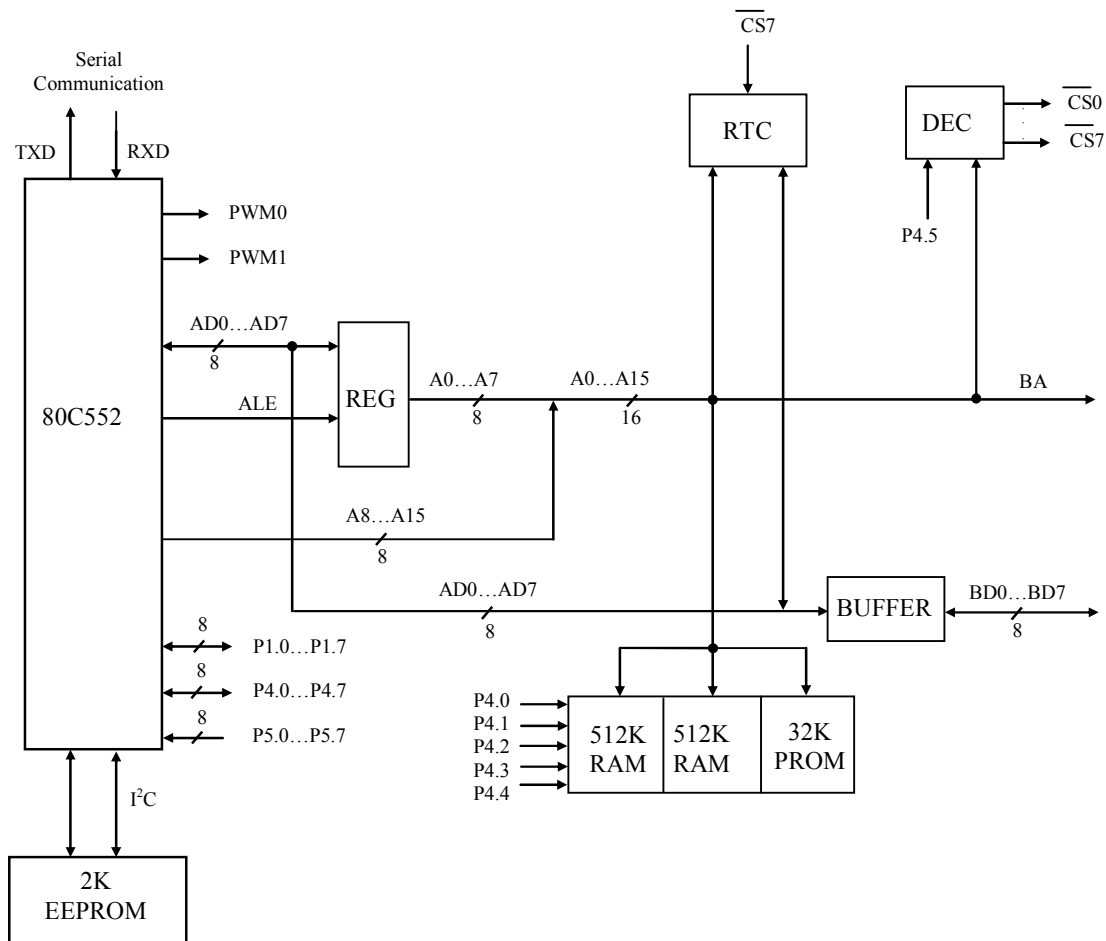 Serial
Communication
TXD
RXD
CS7
RTC
DEC
CS0
CS7
P4.5
PWM0
PWM1
AD0…AD7
8
ALE
REG
80C552
A0…A7
8
A0…A15
16
BA
A8…A15
8
AD0…AD7
8
BUFFER
BD0…BD7
8
8
P1.0…P1.7
8
P4.0…P4.7
8
P5.0…P5.7
P4.0
P4.1
P4.2
P4.3
P4.4
512K
RAM
512K
RAM
32K
PROM
I²C
2K
EEPROM